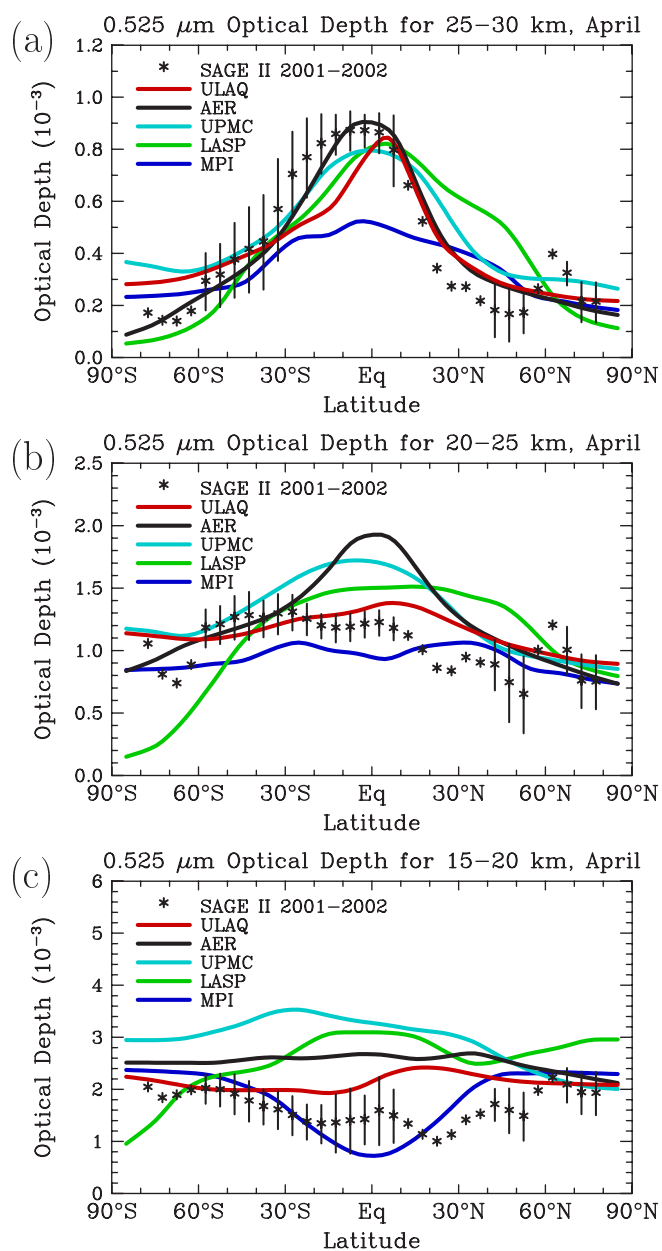 (a)
0.525 μm Optical Depth for 25−30 km, April
Optical Depth (10⁻³)
1.2
1.0
0.8
0.6
0.4
0.2
0.0
* SAGE II 2001−2002
ULAQ
AER
UPMC
LASP
MPI
90°S 60°S 30°S Eq 30°N 60°N 90°N
Latitude
(b)
0.525 μm Optical Depth for 20−25 km, April
Optical Depth (10⁻³)
2.5
2.0
1.5
1.0
0.5
0.0
* SAGE II 2001−2002
ULAQ
AER
UPMC
LASP
MPI
90°S 60°S 30°S Eq 30°N 60°N 90°N
Latitude
(c)
0.525 μm Optical Depth for 15−20 km, April
Optical Depth (10⁻³)
6
5
4
3
2
1
0
* SAGE II 2001−2002
ULAQ
AER
UPMC
LASP
MPI
90°S 60°S 30°S Eq 30°N 60°N 90°N
Latitude